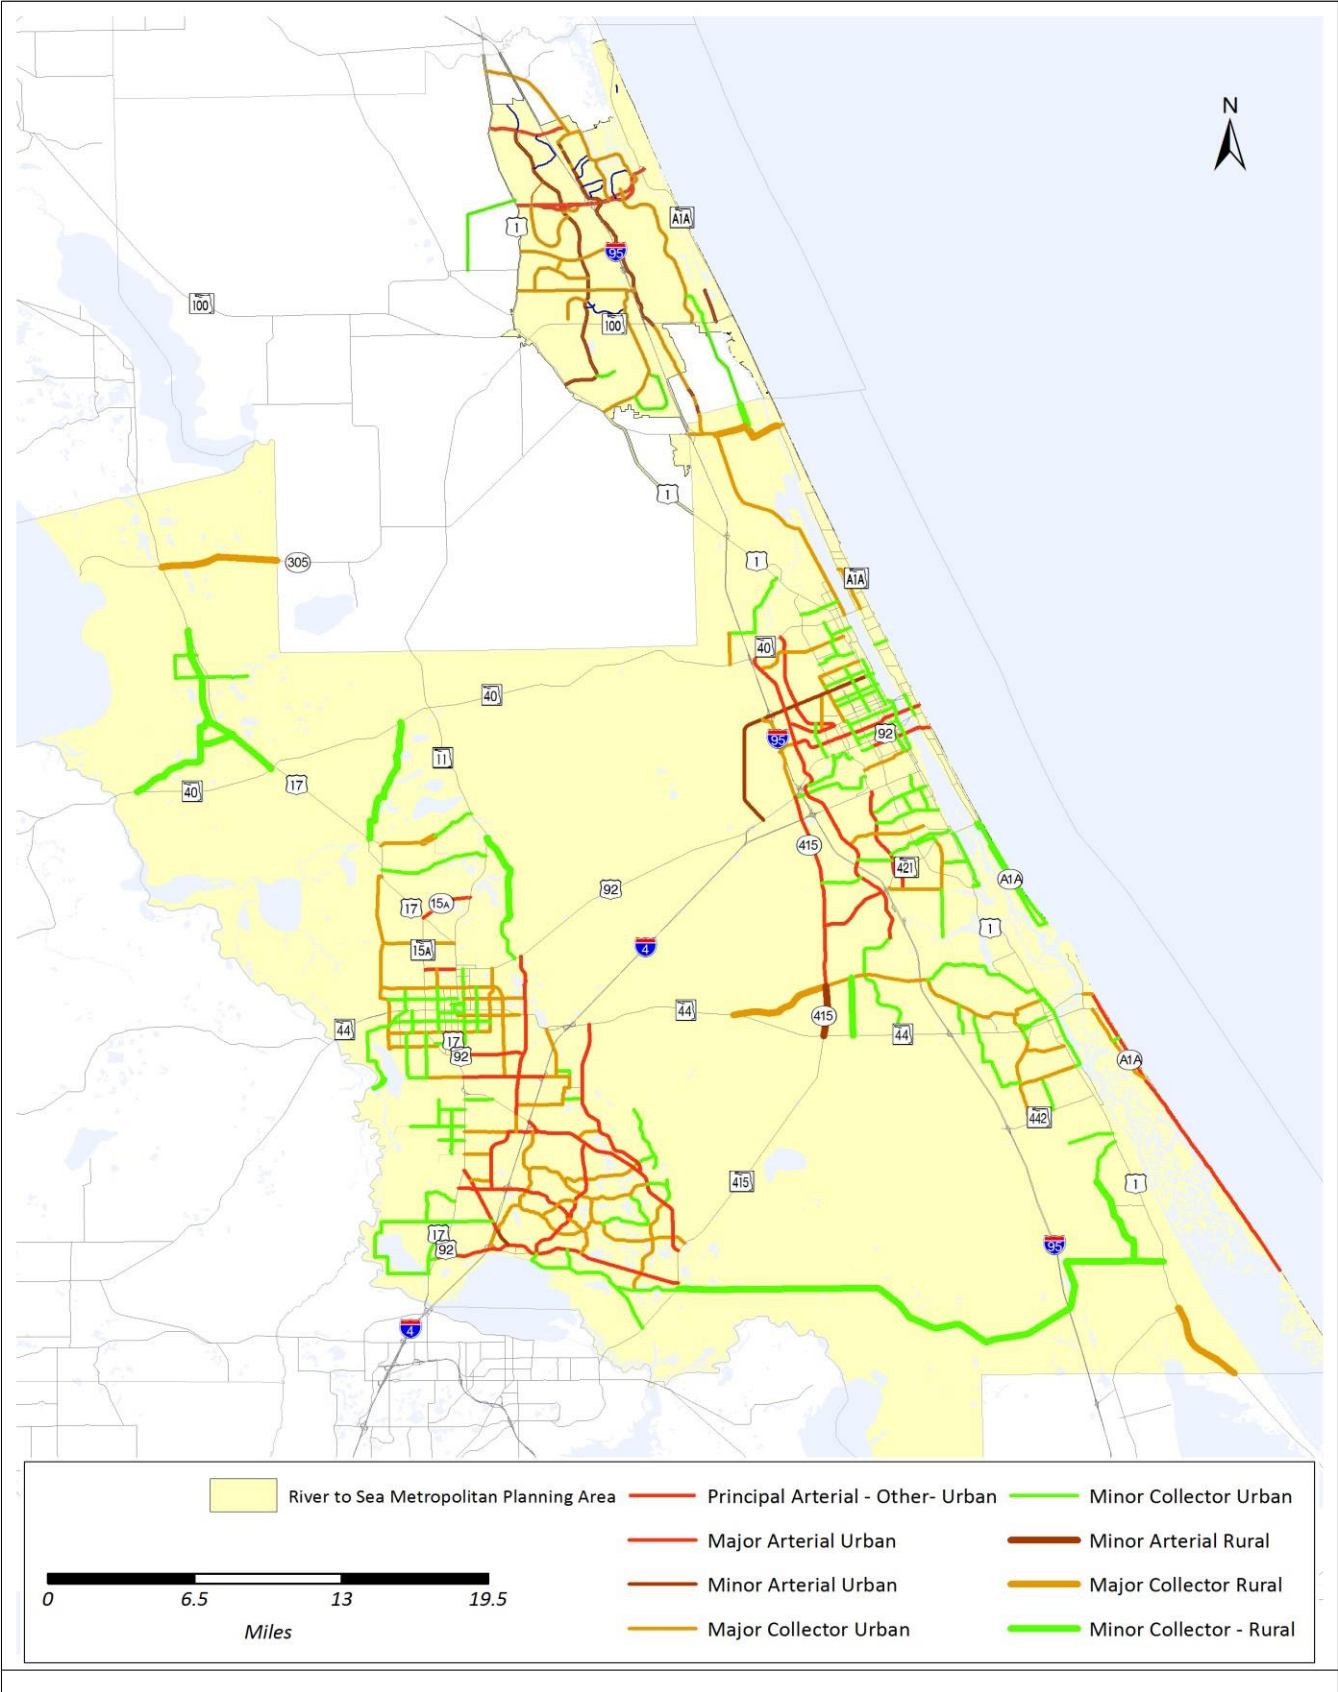 N
A1A
1
95
100
100
1
305
1
A1A
40
40
11
95
92
17
40
415
421
A1A
92
17
15A
1
15A
4
44
415
44
44
17
92
A1A
442
415
1
17
92
95
4
River to Sea Metropolitan Planning Area
Principal Arterial - Other- Urban
Minor Collector Urban
Major Arterial Urban
Minor Arterial Rural
Minor Arterial Urban
Major Collector Rural
Major Collector Urban
Minor Collector - Rural
0 6.5 13 19.5
Miles